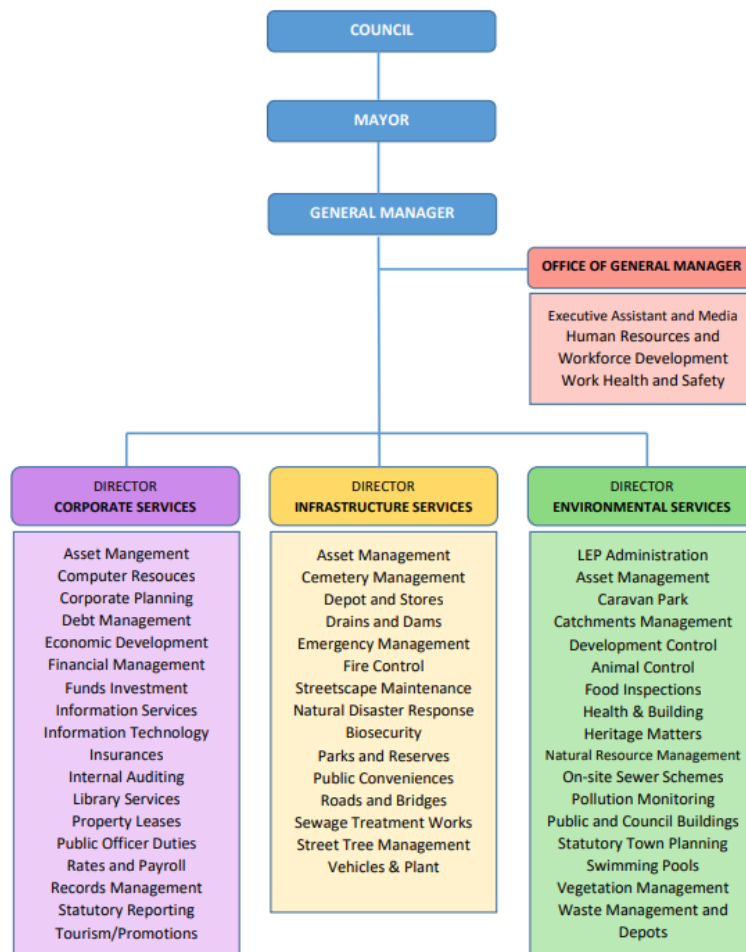 COUNCIL
MAYOR
GENERAL MANAGER
OFFICE OF GENERAL MANAGER
Executive Assistant and Media
Human Resources and
Workforce Development
Work Health and Safety
DIRECTOR
CORPORATE SERVICES
Asset Mangement
Computer Resouces
Corporate Planning
Debt Management
Economic Development
Financial Management
Funds Investment
Information Services
Information Technology
Insurances
Internal Auditing
Library Services
Property Leases
Public Officer Duties
Rates and Payroll
Records Management
Statutory Reporting
Tourism/Promotions
DIRECTOR
INFRASTRUCTURE SERVICES
Asset Management
Cemetery Management
Depot and Stores
Drains and Dams
Emergency Management
Fire Control
Streetscape Maintenance
Natural Disaster Response
Biosecurity
Parks and Reserves
Public Conveniences
Roads and Bridges
Sewage Treatment Works
Street Tree Management
Vehicles & Plant
DIRECTOR
ENVIRONMENTAL SERVICES
LEP Administration
Asset Management
Caravan Park
Catchments Management
Development Control
Animal Control
Food Inspections
Health & Building
Heritage Matters
Natural Resource Management
On-site Sewer Schemes
Pollution Monitoring
Public and Council Buildings
Statutory Town Planning
Swimming Pools
Vegetation Management
Waste Management and
Depots